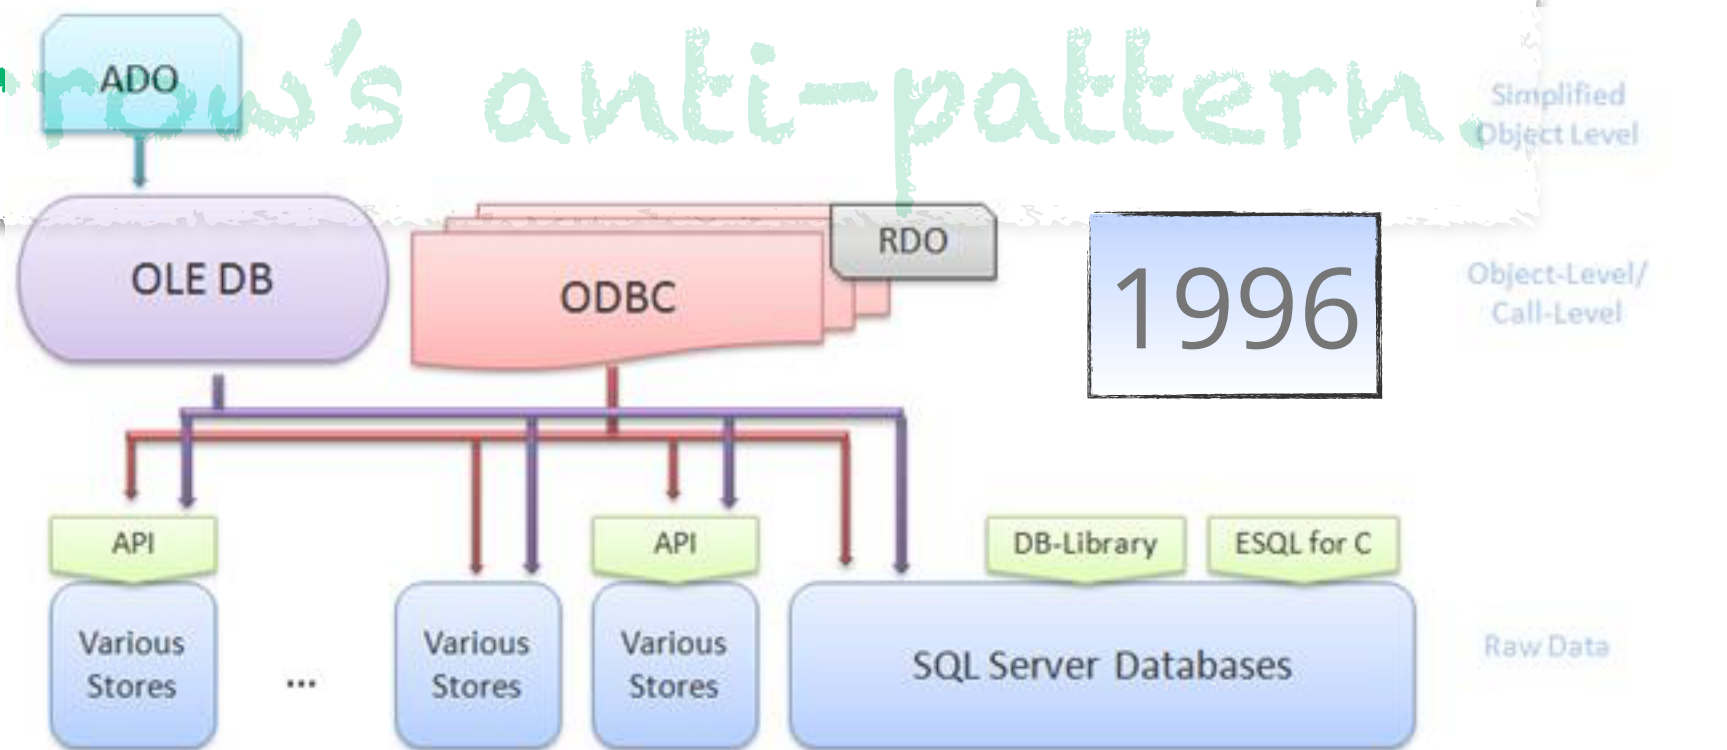 ADO
row's anti-pattern.
Simplified
Object Level
OLE DB
ODBC
RDO
1996
Object-Level/
Call-Level
API
API
DB-Library
ESQL for C
Various
Stores
...
Various
Stores
Various
Stores
SQL Server Databases
Raw Data